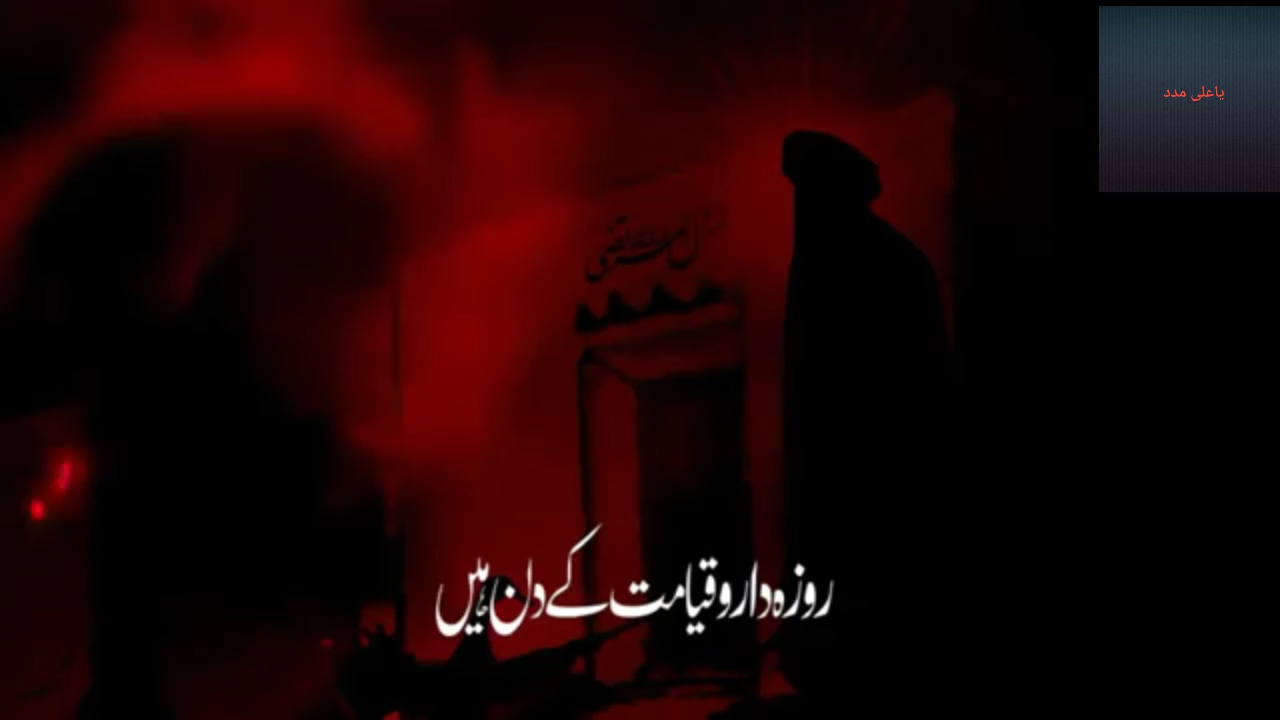 یاعلی مدد
روزہ دارو قیامت کے دن ہیں